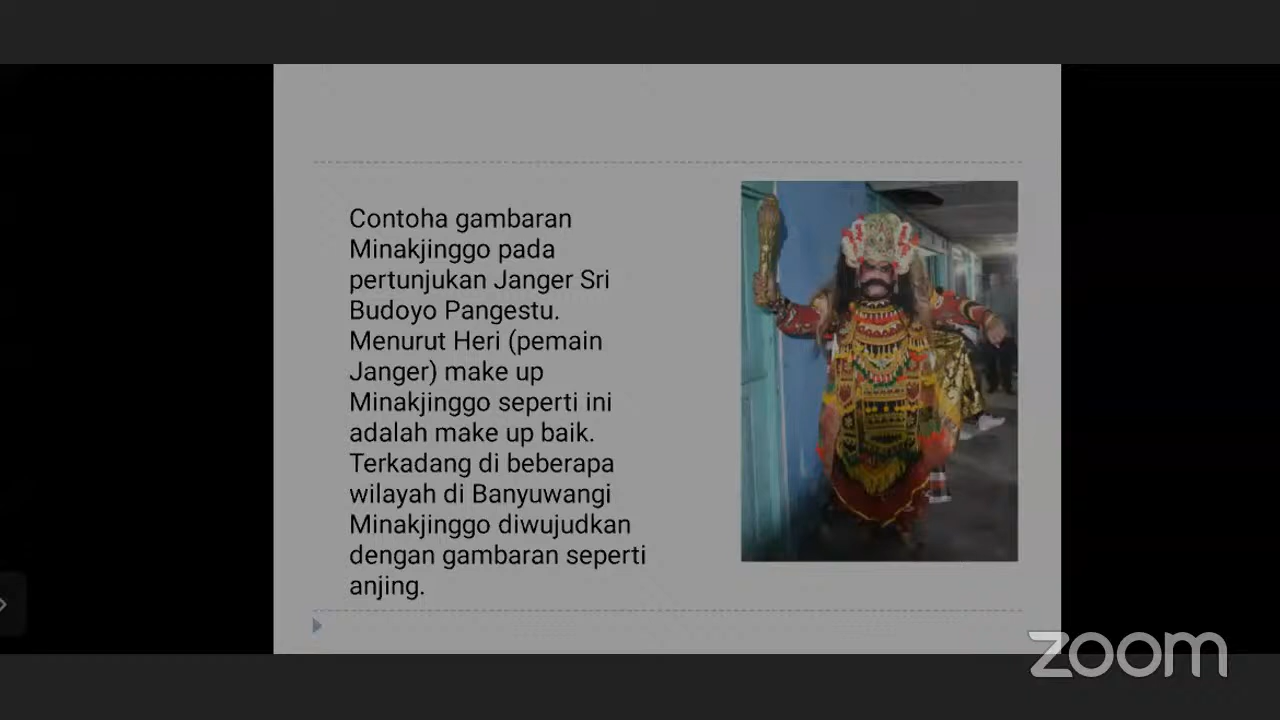 Contoha gambaran
Minakjinggo pada
pertunjukan Janger Sri
Budoyo Pangestu.
Menurut Heri (pemain
Janger) make up
Minakjinggo seperti ini
adalah make up baik.
Terkadang di beberapa
wilayah di Banyuwangi
Minakjinggo diwujudkan
dengan gambaran seperti
anjing.
zoom